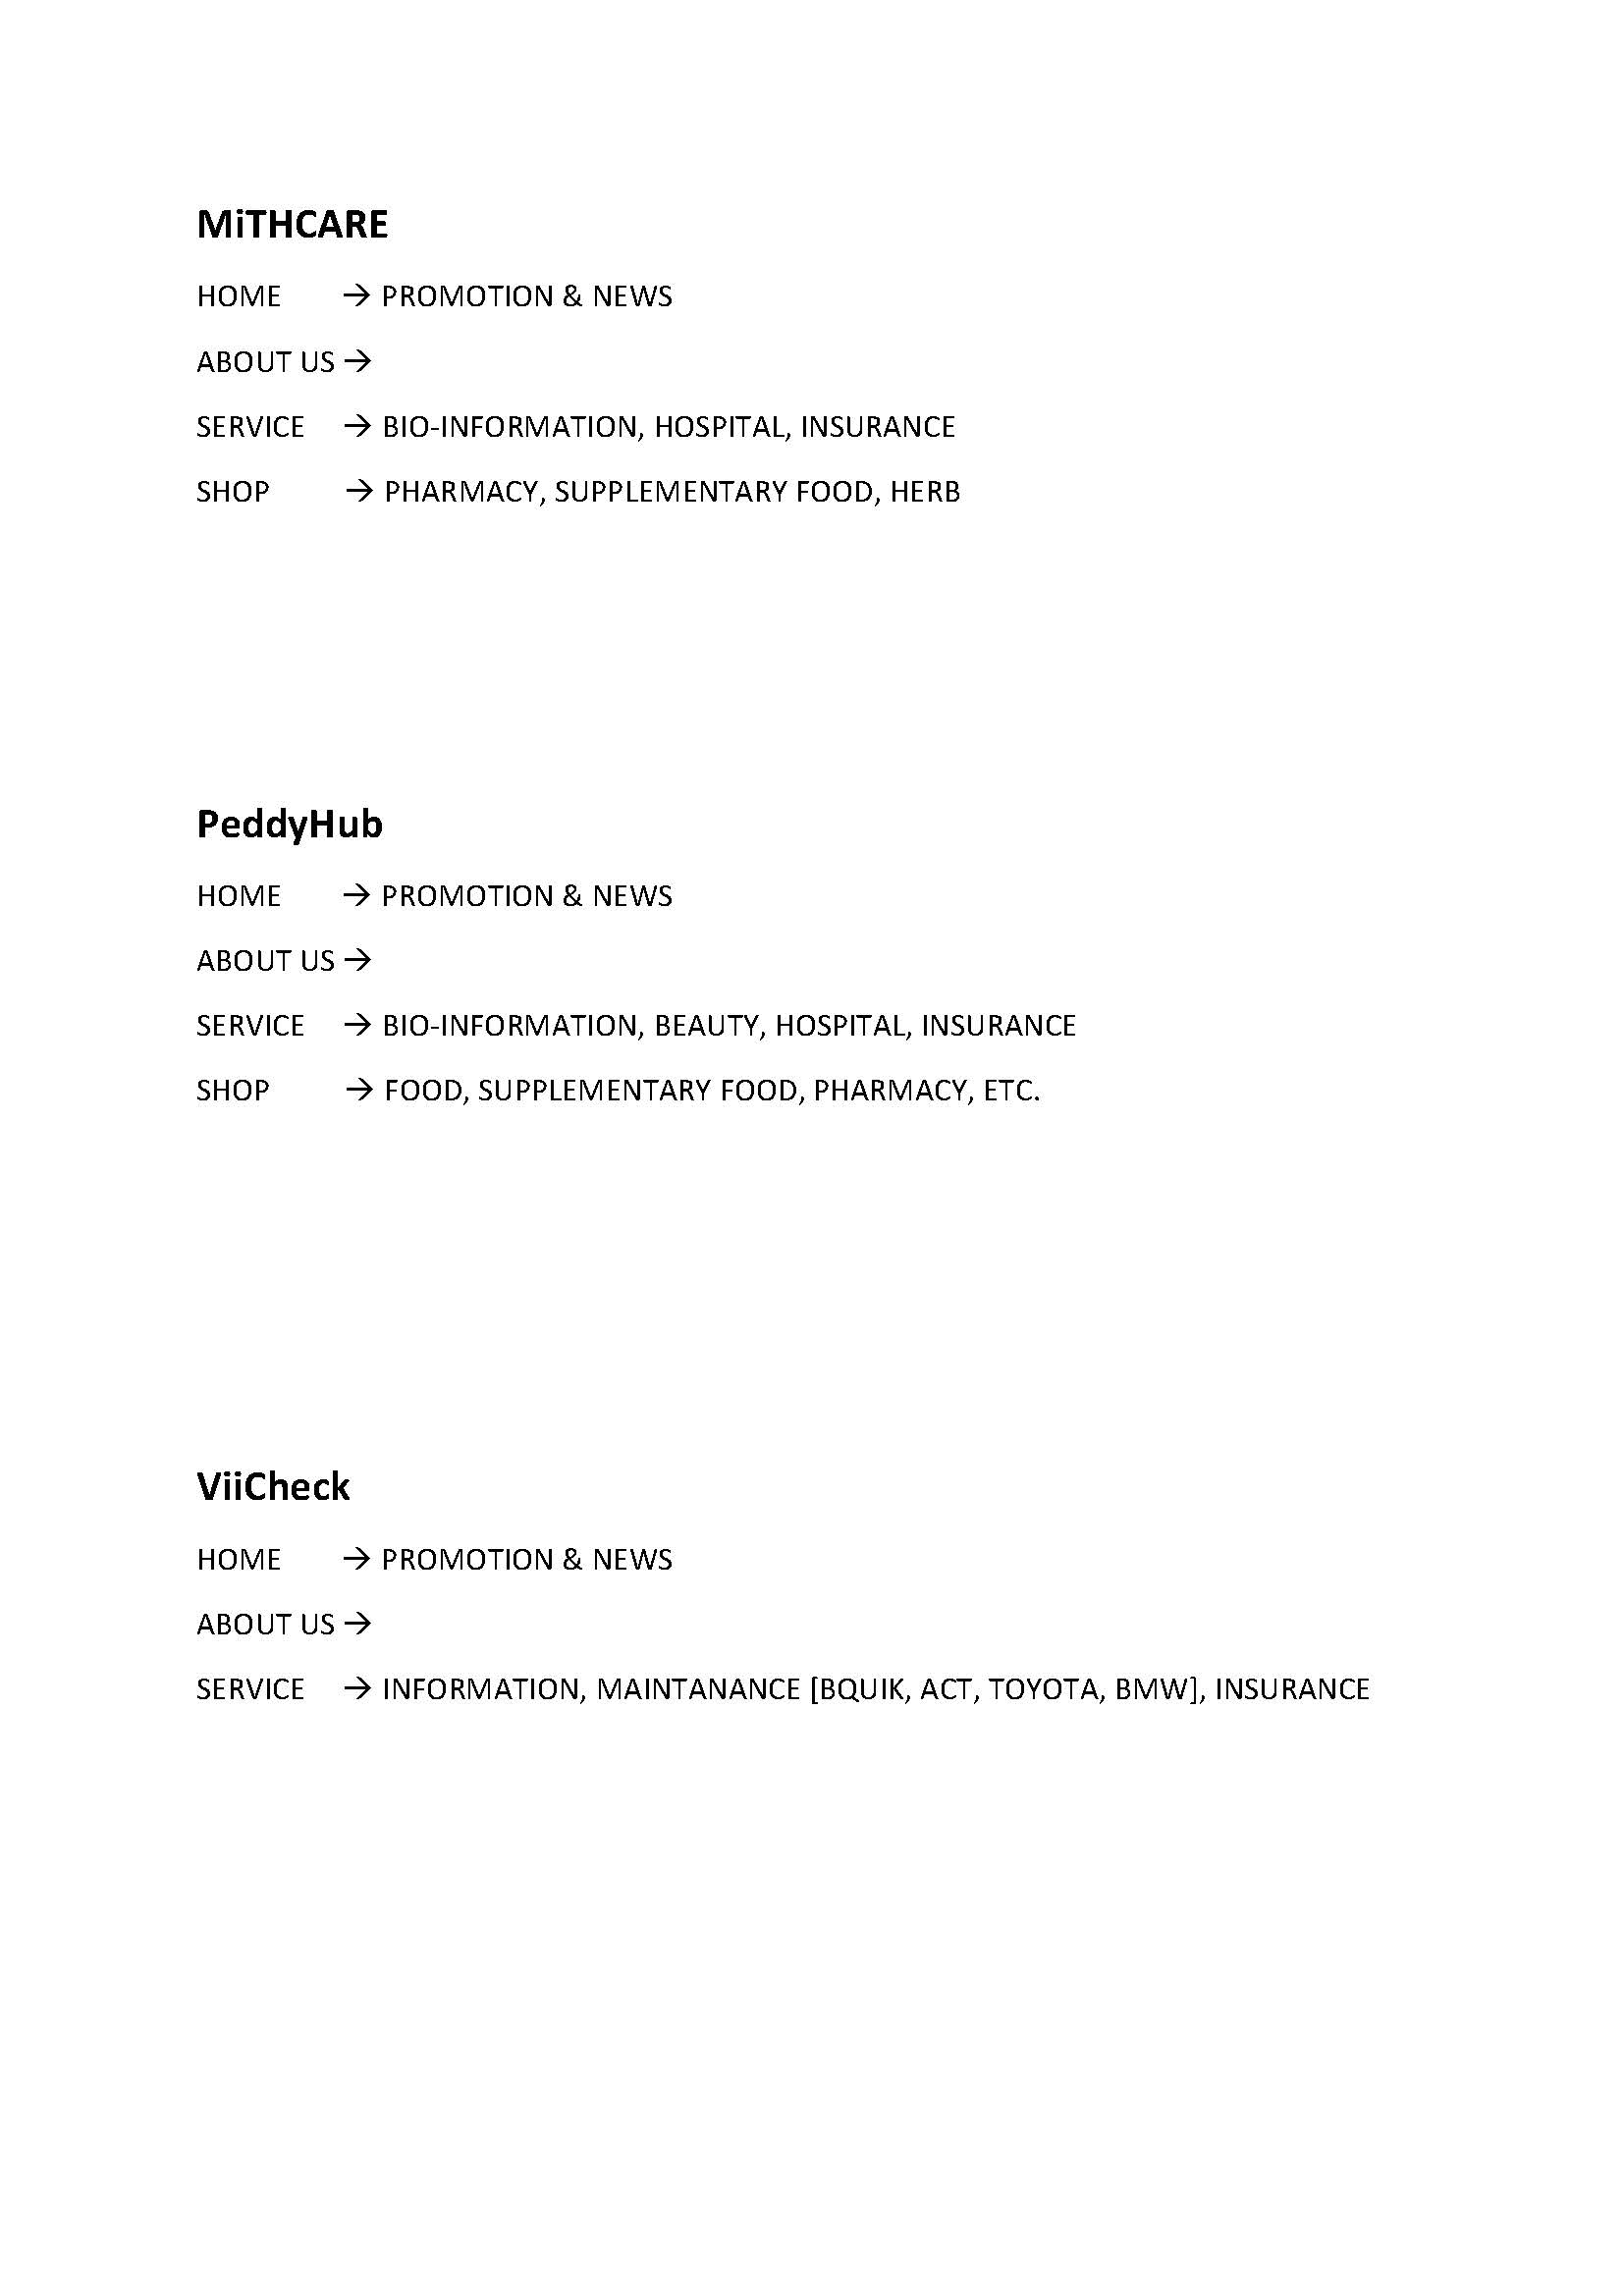 MiTHCARE
HOME → PROMOTION & NEWS
ABOUT US →
SERVICE → BIO-INFORMATION, HOSPITAL, INSURANCE
SHOP → PHARMACY, SUPPLEMENTARY FOOD, HERB
PeddyHub
HOME → PROMOTION & NEWS
ABOUT US →
SERVICE → BIO-INFORMATION, BEAUTY, HOSPITAL, INSURANCE
SHOP → FOOD, SUPPLEMENTARY FOOD, PHARMACY, ETC.
ViiCheck
HOME → PROMOTION & NEWS
ABOUT US →
SERVICE → INFORMATION, MAINTANANCE [BQUIK, ACT, TOYOTA, BMW], INSURANCE